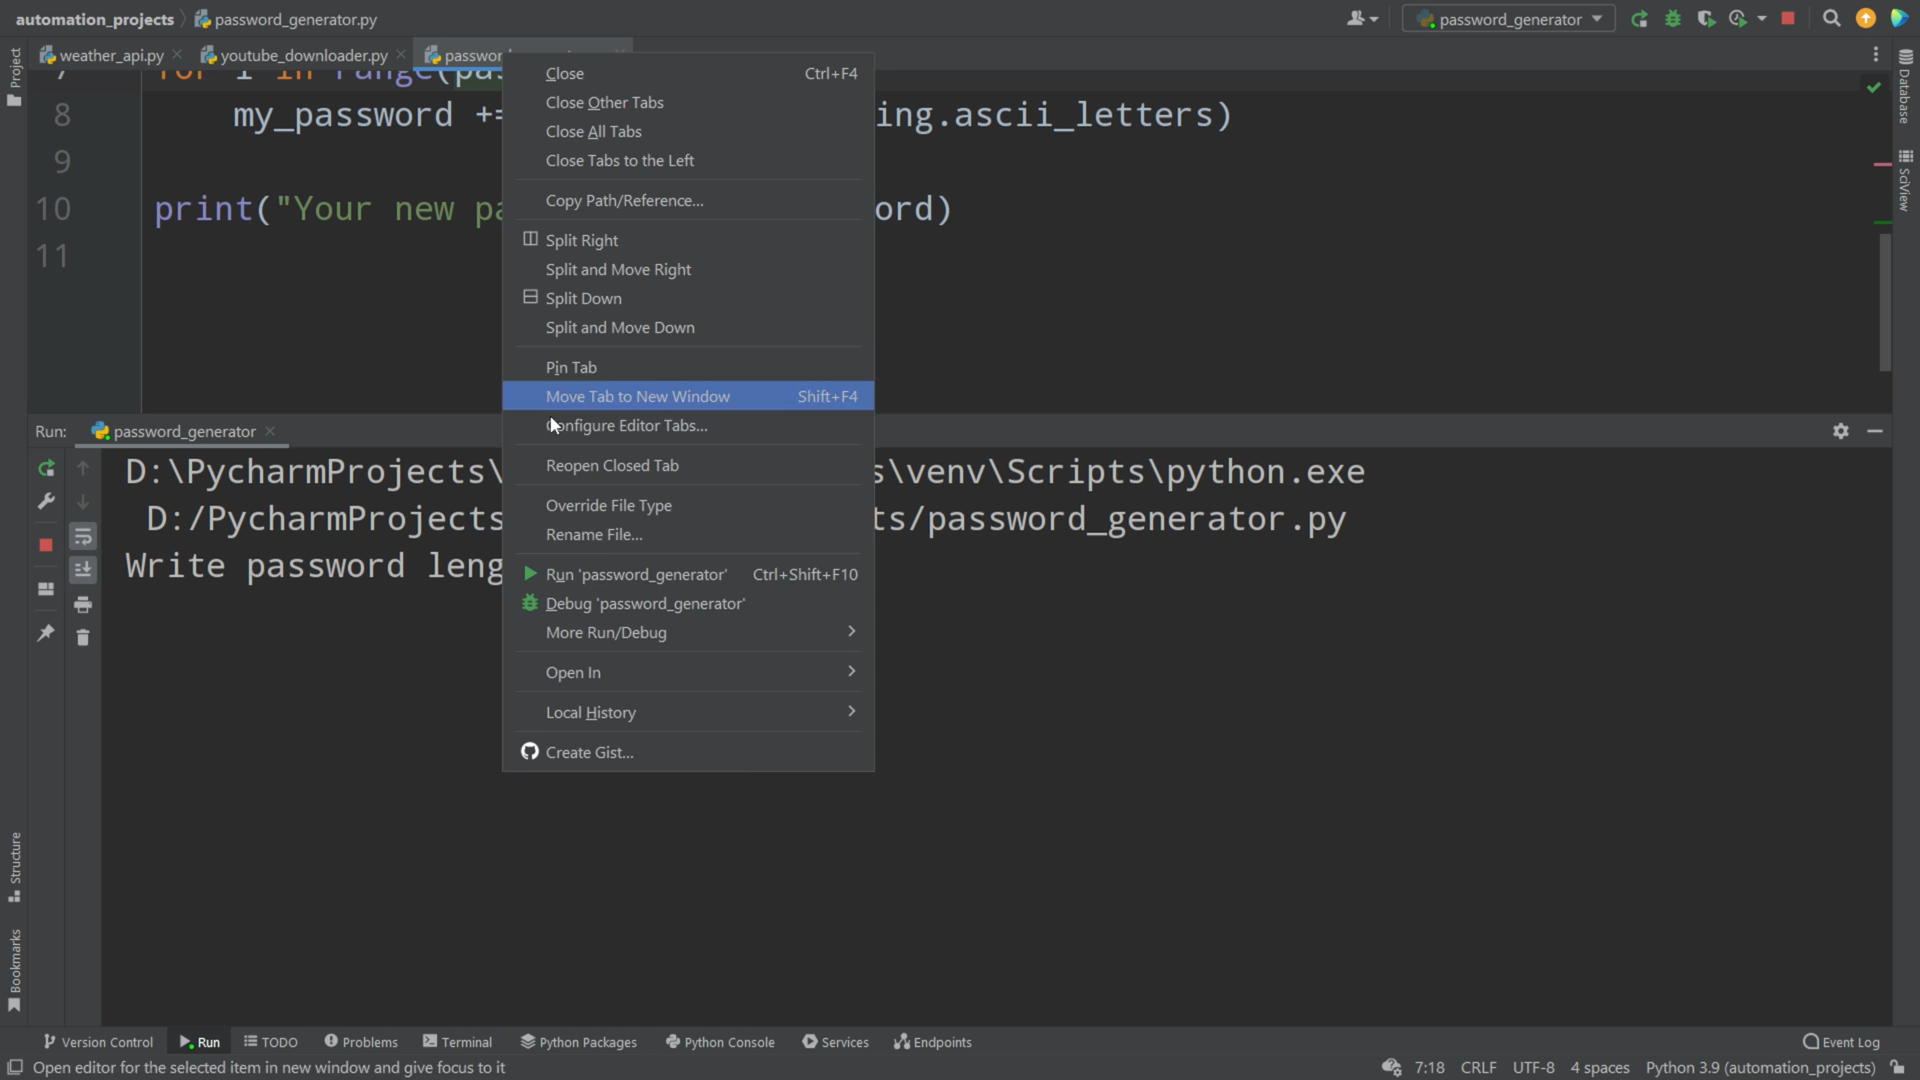 automation_projects
password_generator.py
password_generator
weather_api.py
youtube_downloader.py
passwor
Project
Database
SciView
7
for i in range(pas
8
my_password +=
ing.ascii_letters)
9
10
print("Your new pa
ord)
11
Close Ctrl+F4
Close Other Tabs
Close All Tabs
Close Tabs to the Left
Copy Path/Reference...
Split Right
Split and Move Right
Split Down
Split and Move Down
Pin Tab
Move Tab to New Window Shift+F4
Configure Editor Tabs...
Reopen Closed Tab
Override File Type
Rename File...
Run 'password_generator' Ctrl+Shift+F10
Debug 'password_generator'
More Run/Debug
Open In
Local History
Create Gist...
Run:
password_generator
D:\PycharmProjects\
s\venv\Scripts\python.exe
D:/PycharmProjects
ts/password_generator.py
Write password leng
Structure
Bookmarks
Version Control
Run
TODO
Problems
Terminal
Python Packages
Python Console
Services
Endpoints
Event Log
Open editor for the selected item in new window and give focus to it
7:18 CRLF UTF-8 4 spaces Python 3.9 (automation_projects)